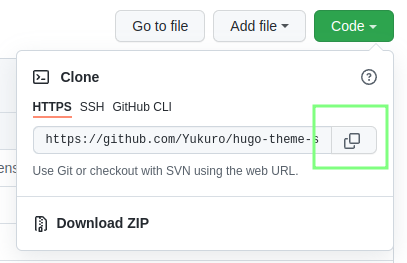 Go to file
Add file
Code
Clone
HTTPS SSH GitHub CLI
https://github.com/Yukuro/hugo-theme-s
Use Git or checkout with SVN using the web URL.
Download ZIP